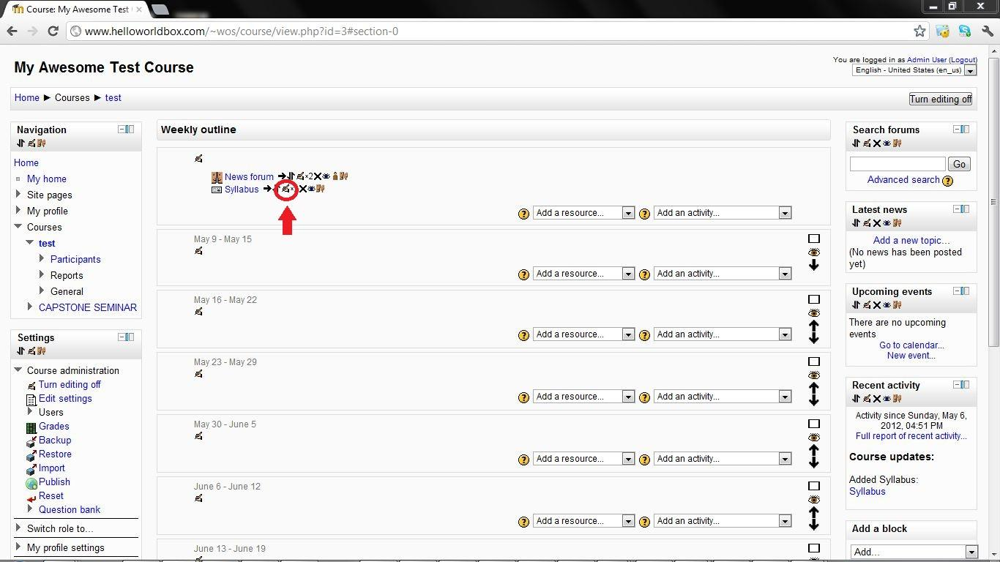 Course: My Awesome Test
www.helloworldbox.com/~wos/course/view.php?id=3#section-0
My Awesome Test Course
You are logged in as Admin User (Logout)
English - United States (en_us)
Home ► Courses ► test
Turn editing off
Navigation
Home
My home
Site pages
My profile
Courses
test
Participants
Reports
General
CAPSTONE SEMINAR
Settings
Course administration
Turn editing off
Edit settings
Users
Grades
Backup
Restore
Import
Publish
Reset
Question bank
Switch role to...
My profile settings
Weekly outline
News forum ×2
Syllabus
Add a resource... Add an activity...
May 9 - May 15
Add a resource... Add an activity...
May 16 - May 22
Add a resource... Add an activity...
May 23 - May 29
Add a resource... Add an activity...
May 30 - June 5
Add a resource... Add an activity...
June 6 - June 12
Add a resource... Add an activity...
June 13 - June 19
Search forums
Go
Advanced search
Latest news
Add a new topic...
(No news has been posted
yet)
Upcoming events
There are no upcoming
events
Go to calendar...
New event...
Recent activity
Activity since Sunday, May 6,
2012, 04:51 PM
Full report of recent activity...
Course updates:
Added Syllabus:
Syllabus
Add a block
Add...